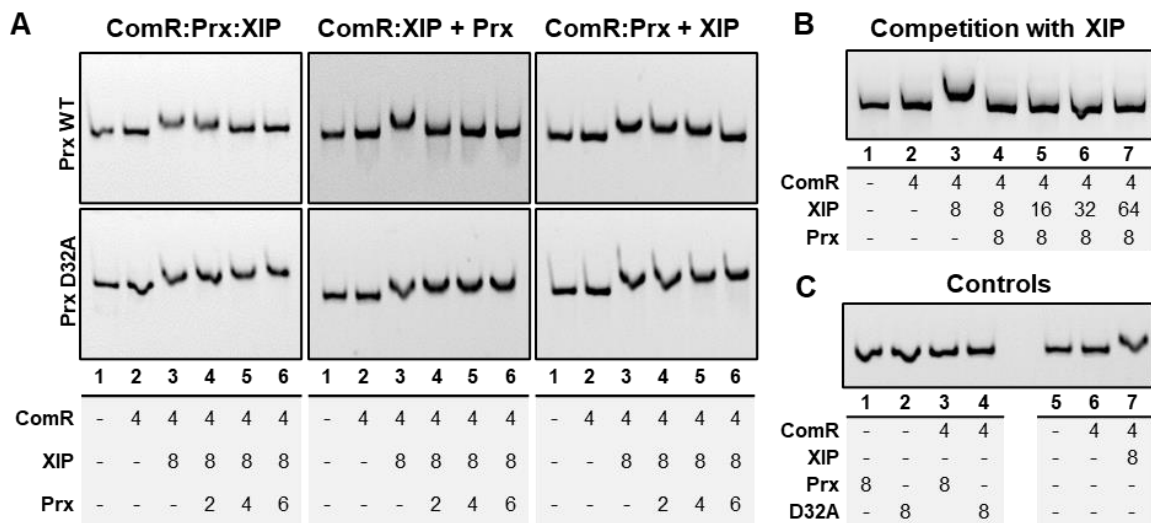 A
ComR:Prx:XIP ComR:XIP + Prx ComR:Prx + XIP
Prx WT
Prx D32A
1 2 3 4 5 6 1 2 3 4 5 6 1 2 3 4 5 6
ComR - 4 4 4 4 4 - 4 4 4 4 4 - 4 4 4 4 4
XIP - - 8 8 8 8 - - 8 8 8 8 - - 8 8 8 8
Prx - - - 2 4 6 - - - 2 4 6 - - - 2 4 6
B
Competition with XIP
1 2 3 4 5 6 7
ComR - 4 4 4 4 4 4
XIP - - 8 8 16 32 64
Prx - - - 8 8 8 8
C
Controls
1 2 3 4 5 6 7
ComR - - 4 4 - 4 4
XIP - - - - - - 8
Prx 8 - 8 - - - -
D32A - 8 - 8 - - -